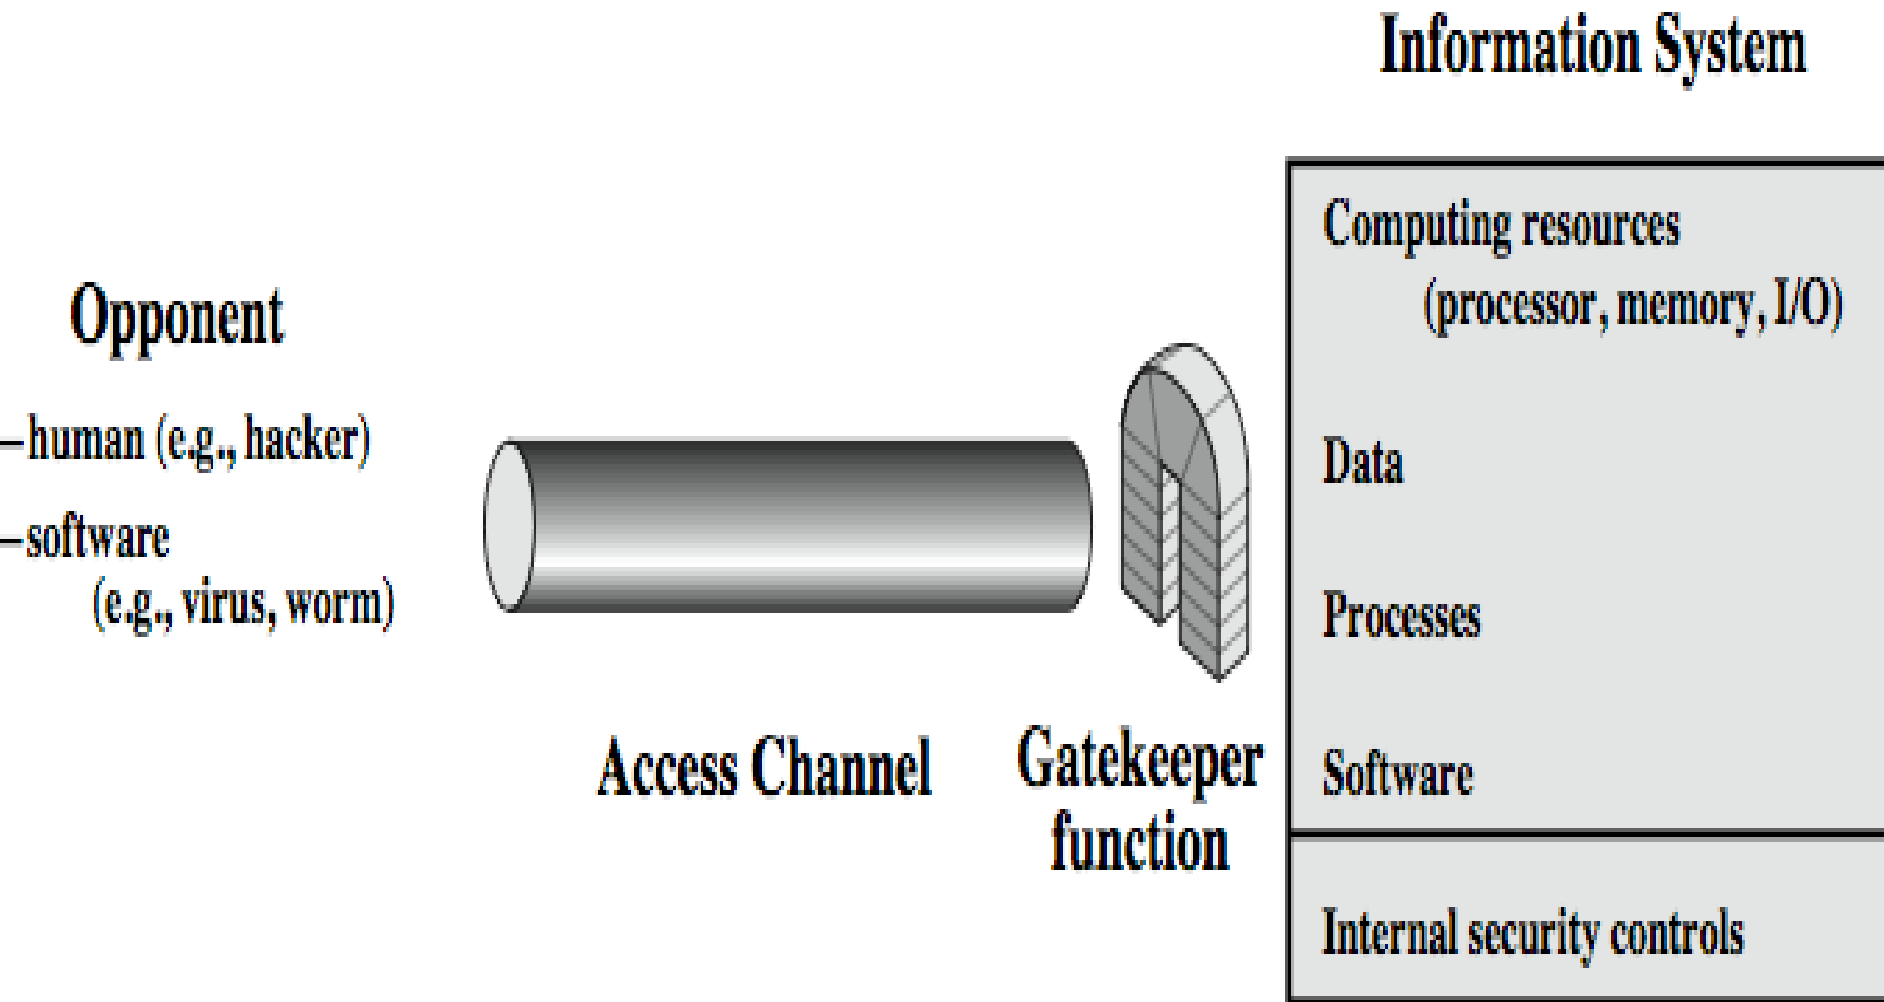 Information System
Opponent
–human (e.g., hacker)
–software
(e.g., virus, worm)
Access Channel
Gatekeeper
function
Computing resources
(processor, memory, I/O)
Data
Processes
Software
Internal security controls